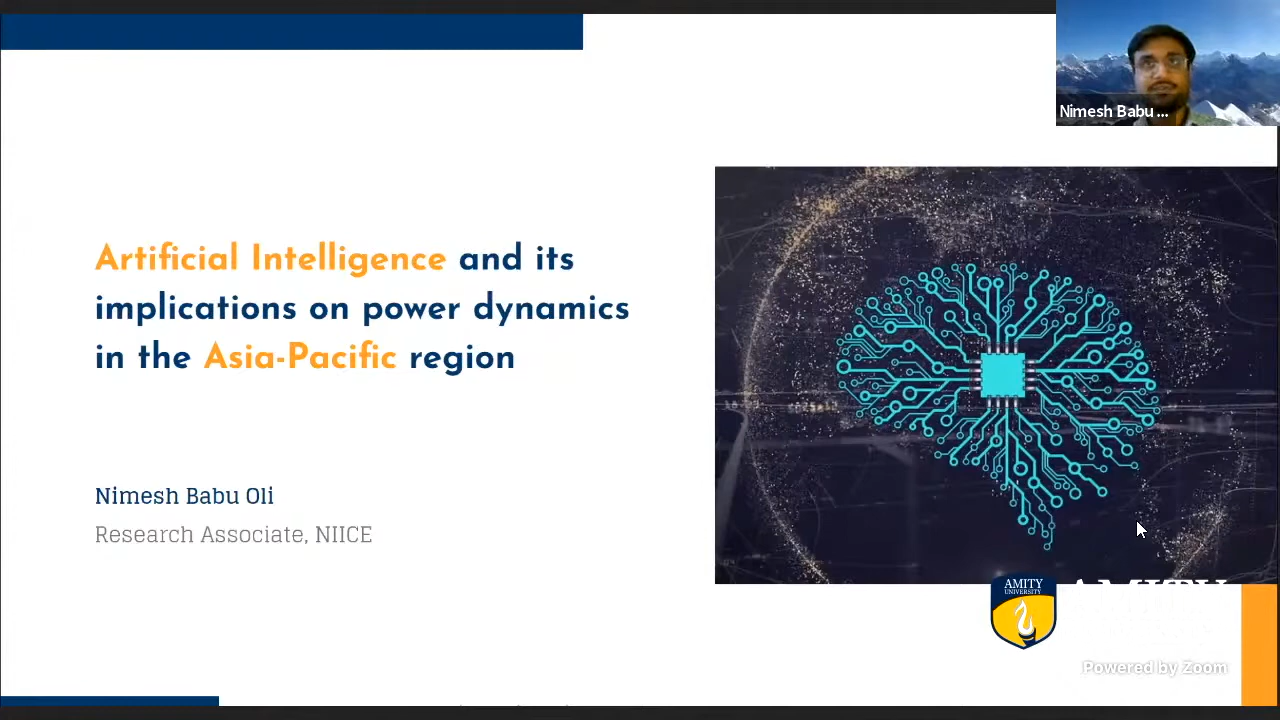 Nimesh Babu ...
Artificial Intelligence and its
implications on power dynamics
in the Asia-Pacific region
Nimesh Babu Oli
Research Associate, NIICE
AMITY
UNIVERSITY
AMITY
Powered by Zoom